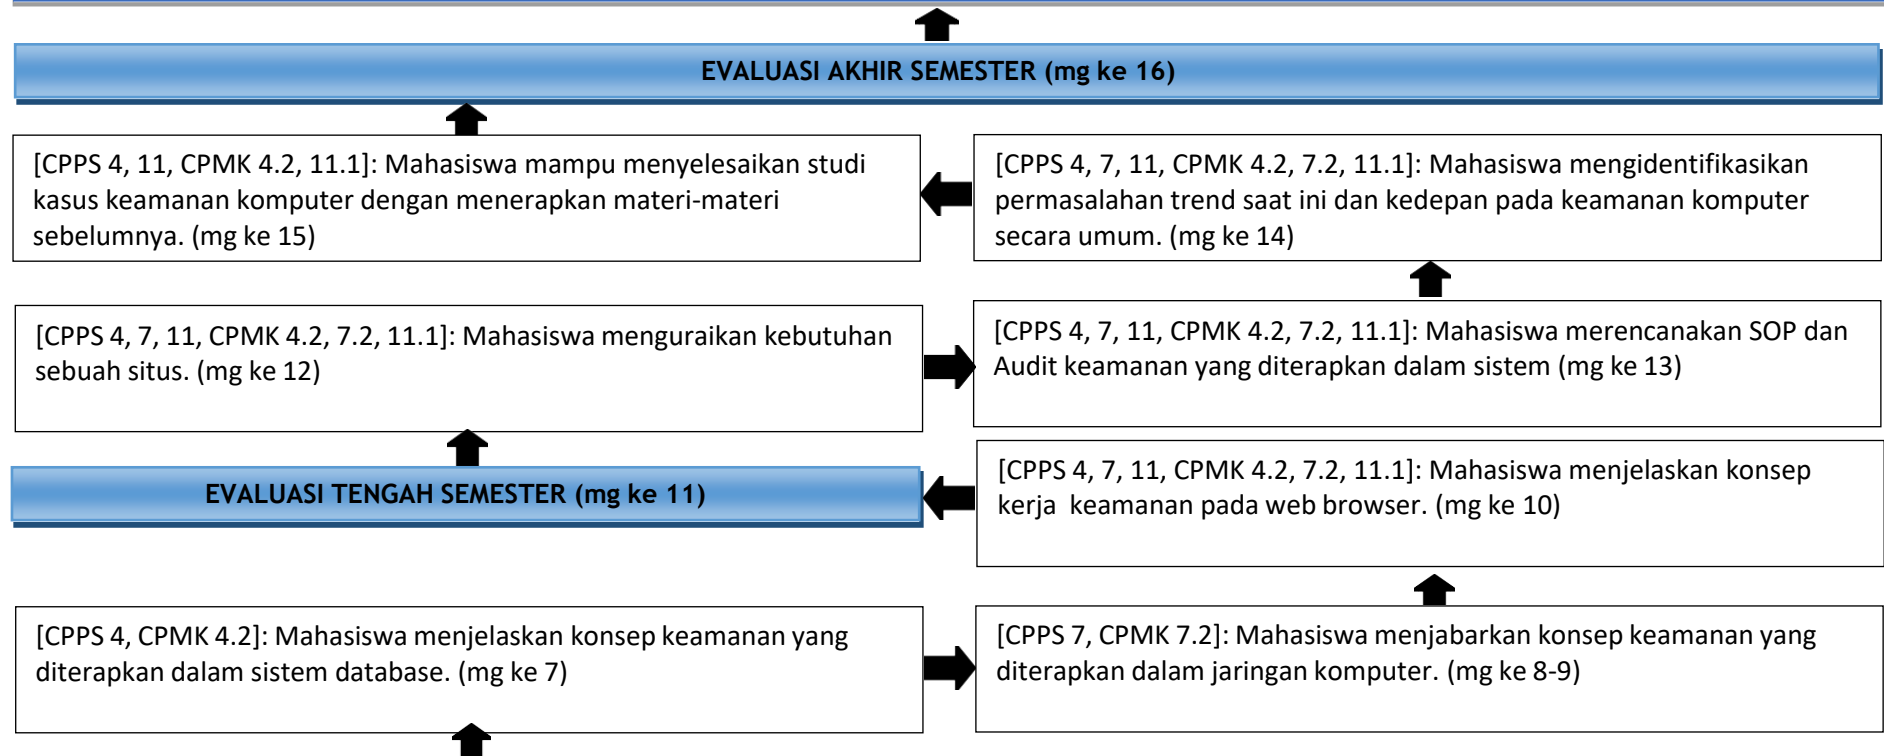 EVALUASI AKHIR SEMESTER (mg ke 16)
[CPPS 4, 11, CPMK 4.2, 11.1]: Mahasiswa mampu menyelesaikan studi
kasus keamanan komputer dengan menerapkan materi-materi
sebelumnya. (mg ke 15)
[CPPS 4, 7, 11, CPMK 4.2, 7.2, 11.1]: Mahasiswa mengidentifikasikan
permasalahan trend saat ini dan kedepan pada keamanan komputer
secara umum. (mg ke 14)
[CPPS 4, 7, 11, CPMK 4.2, 7.2, 11.1]: Mahasiswa menguraikan kebutuhan
sebuah situs. (mg ke 12)
[CPPS 4, 7, 11, CPMK 4.2, 7.2, 11.1]: Mahasiswa merencanakan SOP dan
Audit keamanan yang diterapkan dalam sistem (mg ke 13)
EVALUASI TENGAH SEMESTER (mg ke 11)
[CPPS 4, 7, 11, CPMK 4.2, 7.2, 11.1]: Mahasiswa menjelaskan konsep
kerja  keamanan pada web browser. (mg ke 10)
[CPPS 4, CPMK 4.2]: Mahasiswa menjelaskan konsep keamanan yang
diterapkan dalam sistem database. (mg ke 7)
[CPPS 7, CPMK 7.2]: Mahasiswa menjabarkan konsep keamanan yang
diterapkan dalam jaringan komputer. (mg ke 8-9)